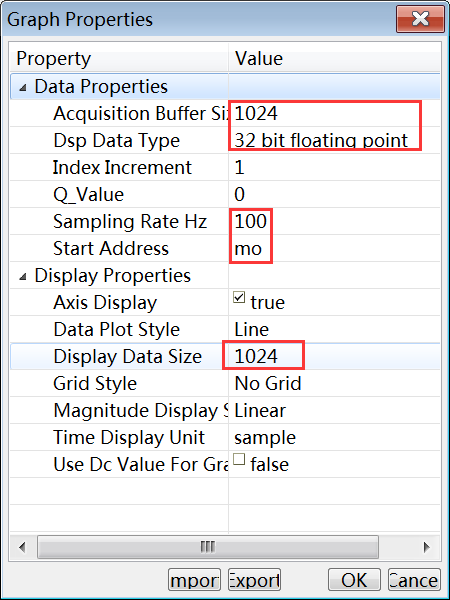 Graph Properties
Property Value
Data Properties
Acquisition Buffer Siz 1024
Dsp Data Type 32 bit floating point
Index Increment 1
Q_Value 0
Sampling Rate Hz 100
Start Address mo
Display Properties
Axis Display true
Data Plot Style Line
Display Data Size 1024
Grid Style No Grid
Magnitude Display S Linear
Time Display Unit sample
Use Dc Value For Gra false
Import Export OK Cance